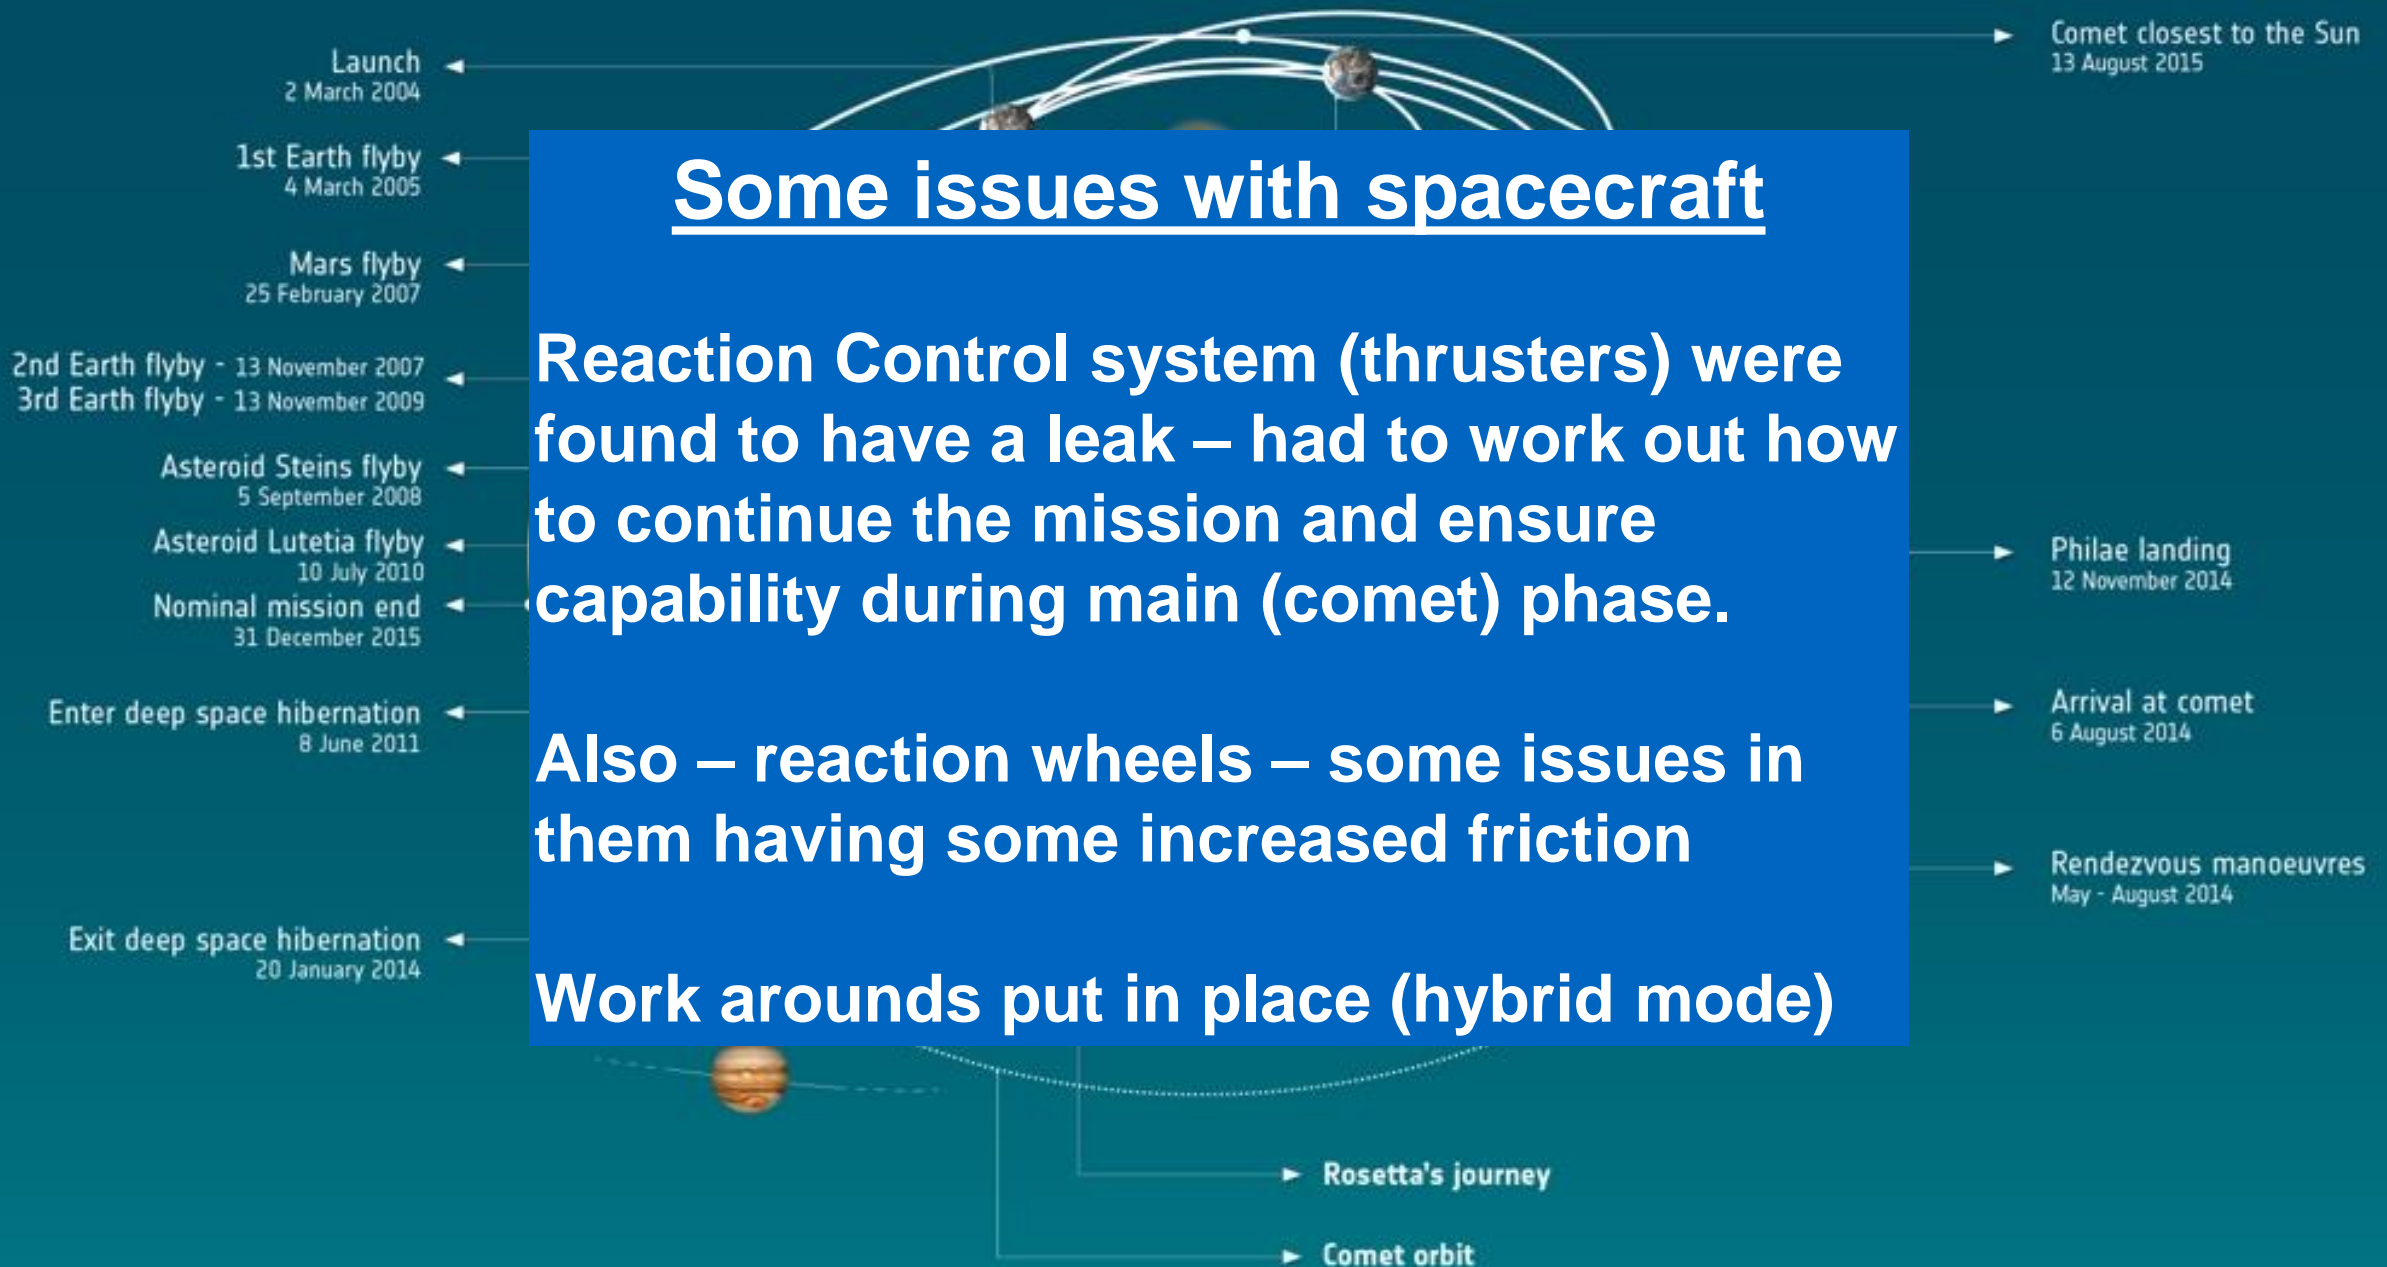 Launch
2 March 2004
1st Earth flyby
4 March 2005
Mars flyby
25 February 2007
2nd Earth flyby - 13 November 2007
3rd Earth flyby - 13 November 2009
Asteroid Steins flyby
5 September 2008
Asteroid Lutetia flyby
10 July 2010
Nominal mission end
31 December 2015
Enter deep space hibernation
8 June 2011
Exit deep space hibernation
20 January 2014
Some issues with spacecraft
Reaction Control system (thrusters) were
found to have a leak – had to work out how
to continue the mission and ensure
capability during main (comet) phase.
Also – reaction wheels – some issues in
them having some increased friction
Work arounds put in place (hybrid mode)
Comet closest to the Sun
13 August 2015
Philae landing
12 November 2014
Arrival at comet
6 August 2014
Rendezvous manoeuvres
May - August 2014
Rosetta's journey
Comet orbit